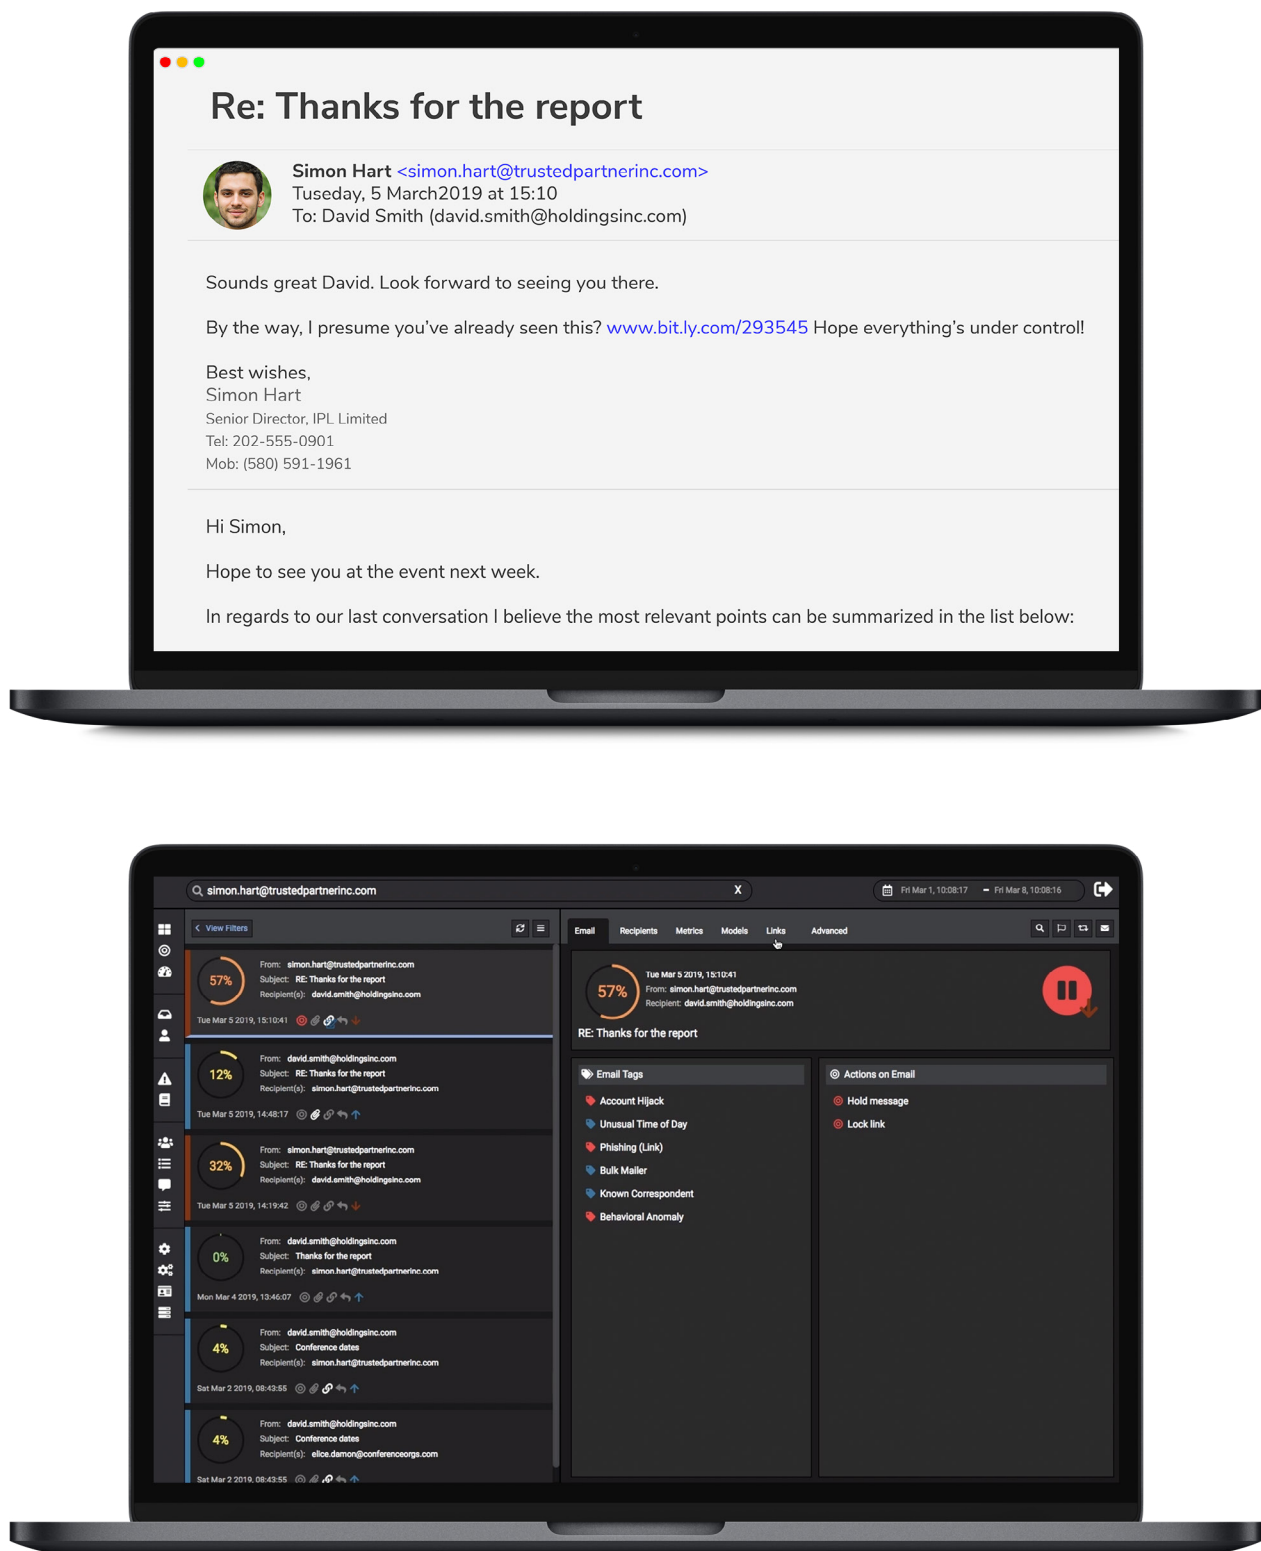 Re: Thanks for the report
Simon Hart <simon.hart@trustedpartnerinc.com>
Tuseday, 5 March2019 at 15:10
To: David Smith (david.smith@holdingsinc.com)
Sounds great David. Look forward to seeing you there.
By the way, I presume you've already seen this? www.bit.ly.com/293545 Hope everything's under control!
Best wishes,
Simon Hart
Senior Director, IPL Limited
Tel: 202-555-0901
Mob: (580) 591-1961
Hi Simon,
Hope to see you at the event next week.
In regards to our last conversation I believe the most relevant points can be summarized in the list below:
simon.hart@trustedpartnerinc.com X Fri Mar 1, 10:08:17 – Fri Mar 8, 10:08:16
View Filters
57%
From: simon.hart@trustedpartnerinc.com
Subject: RE: Thanks for the report
Recipient(s): david.smith@holdingsinc.com
Tue Mar 5 2019, 15:10:41
12%
From: david.smith@holdingsinc.com
Subject: RE: Thanks for the report
Recipient(s): simon.hart@trustedpartnerinc.com
Tue Mar 5 2019, 14:48:17
32%
From: simon.hart@trustedpartnerinc.com
Subject: RE: Thanks for the report
Recipient(s): david.smith@holdingsinc.com
Tue Mar 5 2019, 14:19:42
0%
From: david.smith@holdingsinc.com
Subject: Thanks for the report
Recipient(s): simon.hart@trustedpartnerinc.com
Mon Mar 4 2019, 13:46:07
4%
From: david.smith@holdingsinc.com
Subject: Conference dates
Recipient(s): simon.hart@trustedpartnerinc.com
Sat Mar 2 2019, 08:43:55
4%
From: david.smith@holdingsinc.com
Subject: Conference dates
Recipient(s): elice.damon@conferenceorgs.com
Sat Mar 2 2019, 08:43:55
Email Recipients Metrics Models Links Advanced
57%
Tue Mar 5 2019, 15:10:41
From: simon.hart@trustedpartnerinc.com
Recipient: david.smith@holdingsinc.com
RE: Thanks for the report
Email Tags
Account Hijack
Unusual Time of Day
Phishing (Link)
Bulk Mailer
Known Correspondent
Behavioral Anomaly
Actions on Email
Hold message
Lock link